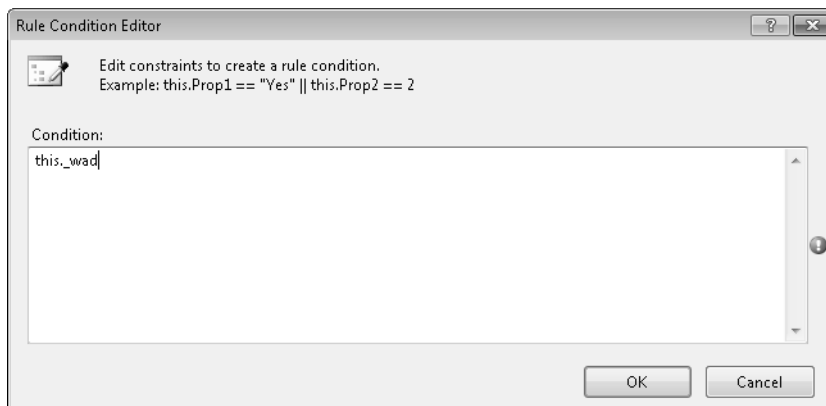 Rule Condition Editor
Edit constraints to create a rule condition.
Example: this.Prop1 == "Yes" || this.Prop2 == 2
Condition:
this._wad
OK Cancel